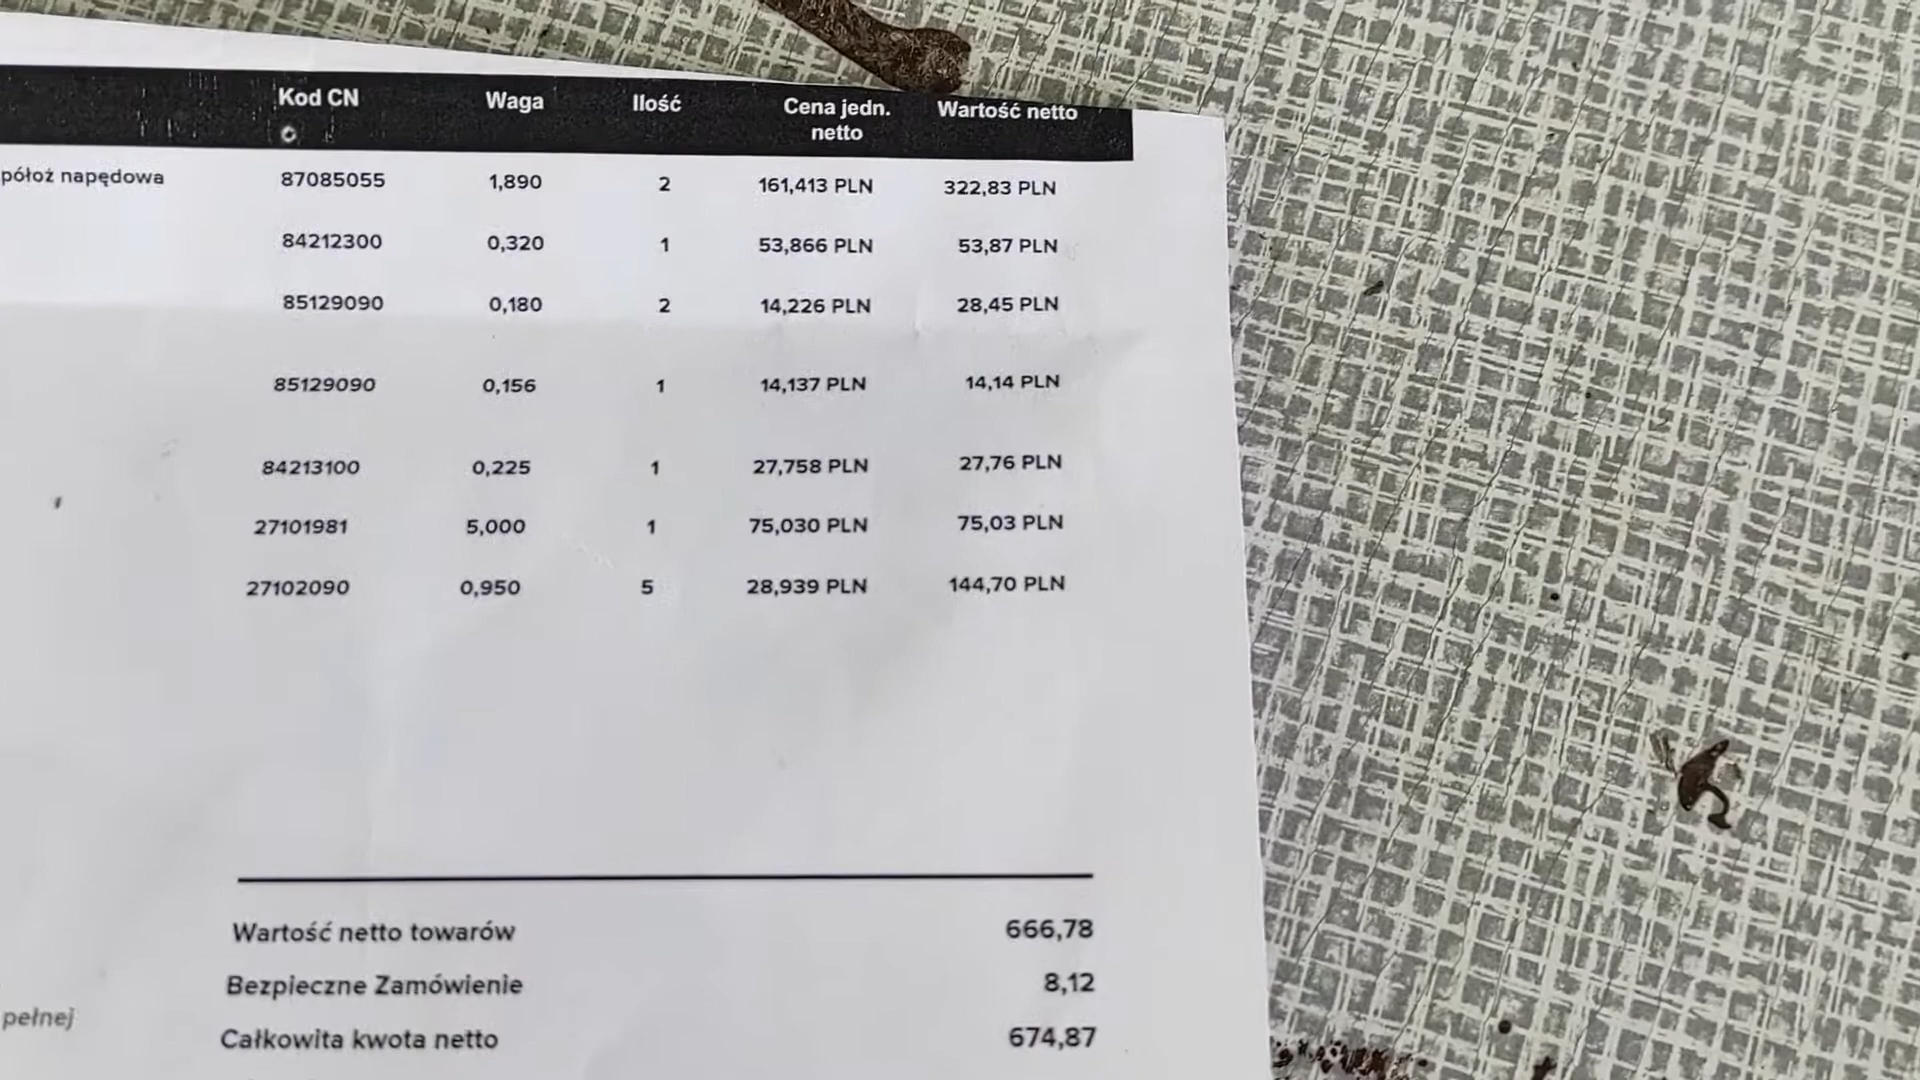 Kod CN Waga Ilość Cena jedn. netto Wartość netto
półoż napędowa 87085055 1,890 2 161,413 PLN 322,83 PLN
84212300 0,320 1 53,866 PLN 53,87 PLN
85129090 0,180 2 14,226 PLN 28,45 PLN
85129090 0,156 1 14,137 PLN 14,14 PLN
84213100 0,225 1 27,758 PLN 27,76 PLN
27101981 5,000 1 75,030 PLN 75,03 PLN
27102090 0,950 5 28,939 PLN 144,70 PLN
Wartość netto towarów 666,78
Bezpieczne Zamówienie 8,12
pełnej
Całkowita kwota netto 674,87